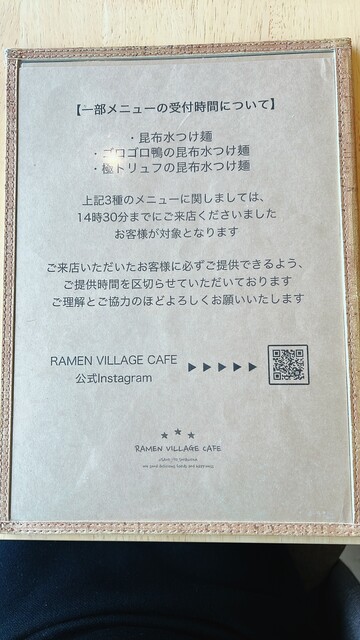 【一部メニューの受付時間について】
・昆布水つけ麺
・ゴロゴロ鴨の昆布水つけ麺
・極トリュフの昆布水つけ麺
上記3種のメニューに関しましては、
14時30分までにご来店くださいました
お客様が対象となります
ご来店いただいたお客様に必ずご提供できるよう、
ご提供時間を区切らせていただいております
ご理解とご協力のほどよろしくお願いいたします
RAMEN VILLAGE CAFE
公式Instagram
▶ ▶ ▶ ▶ ▶
RAMEN VILLAGE CAFE